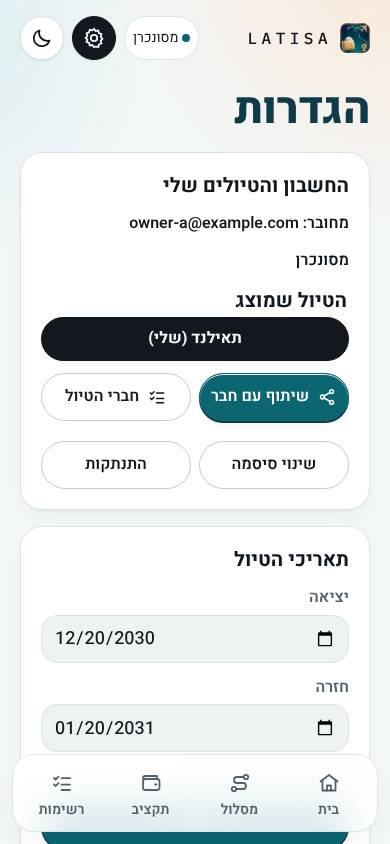 LATISA
מסונכרן
הגדרות
החשבון והטיולים שלי
מחובר: owner-a@example.com
מסונכרן
הטיול שמוצג
תאילנד (שלי)
שיתוף עם חבר
חברי הטיול
שינוי סיסמה
התנתקות
תאריכי הטיול
יציאה
12/20/2030
חזרה
01/20/2031
בית
מסלול
תקציב
רשימות